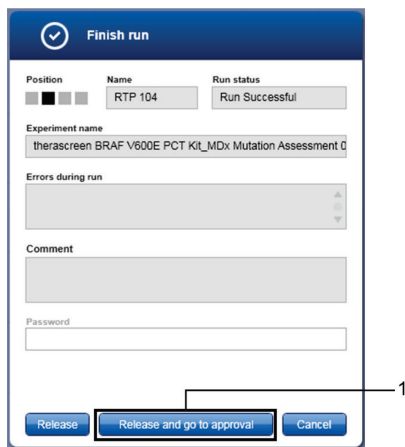 Finish run
Position Name Run status
RTP 104 Run Successful
Experiment name
therascreen BRAF V600E PCT Kit_MDx Mutation Assessment 0
Errors during run
Comment
Password
1
Release Release and go to approval Cancel